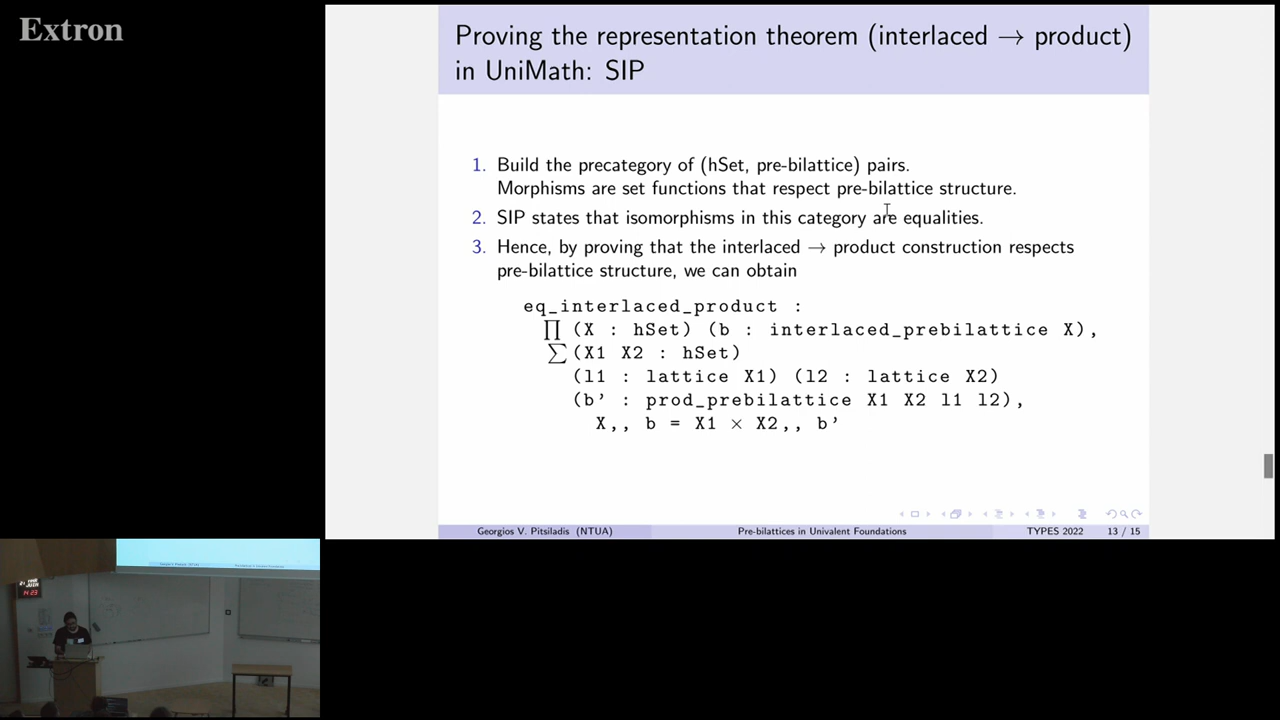 Extron
Proving the representation theorem (interlaced → product)
in UniMath: SIP
1. Build the precategory of (hSet, pre-bilattice) pairs.
Morphisms are set functions that respect pre-bilattice structure.
2. SIP states that isomorphisms in this category are equalities.
3. Hence, by proving that the interlaced → product construction respects
pre-bilattice structure, we can obtain
eq_interlaced_product :
∏ (X : hSet) (b : interlaced_prebilattice X),
∑ (X1 X2 : hSet)
(l1 : lattice X1) (l2 : lattice X2)
(b' : prod_prebilattice X1 X2 l1 l2),
X,, b = X1 × X2,, b'
Georgios V. Pitsiladis (NTUA) Pre-bilattices in Univalent Foundations TYPES 2022 13 / 15